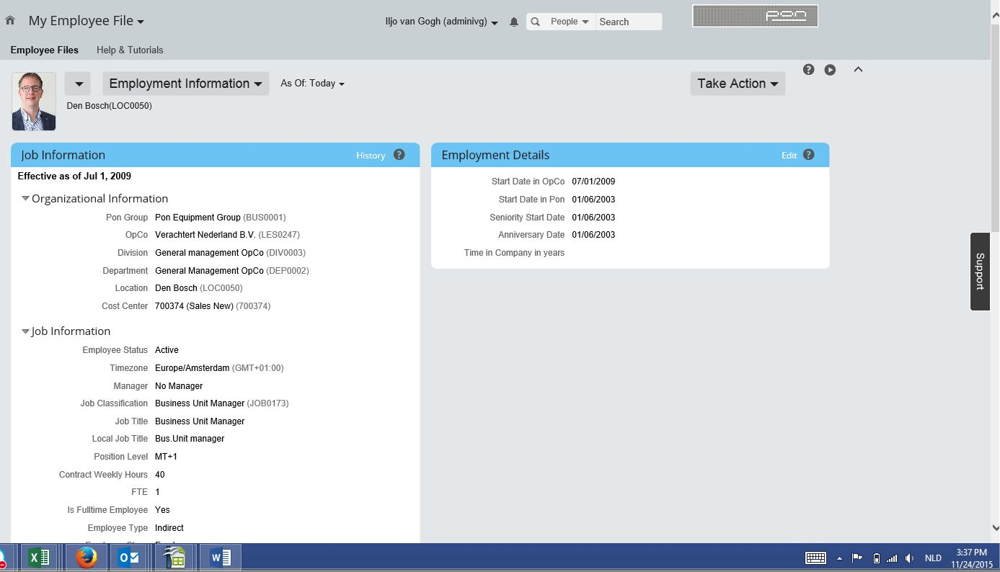 My Employee File
Iljo van Gogh (adminivg)
People
Search
pon
Employee Files
Help & Tutorials
Employment Information
As Of: Today
Take Action
Den Bosch(LOC0050)
Job Information
History
Effective as of Jul 1, 2009
Organizational Information
Pon Group Pon Equipment Group (BUS0001)
OpCo Verachtert Nederland B.V. (LES0247)
Division General management OpCo (DIV0003)
Department General Management OpCo (DEP0002)
Location Den Bosch (LOC0050)
Cost Center 700374 (Sales New) (700374)
Job Information
Employee Status Active
Timezone Europe/Amsterdam (GMT+01:00)
Manager No Manager
Job Classification Business Unit Manager (JOB0173)
Job Title Business Unit Manager
Local Job Title Bus.Unit manager
Position Level MT+1
Contract Weekly Hours 40
FTE 1
Is Fulltime Employee Yes
Employee Type Indirect
Employment Details
Edit
Start Date in OpCo 07/01/2009
Start Date in Pon 01/06/2003
Seniority Start Date 01/06/2003
Anniversary Date 01/06/2003
Time in Company in years
Support
NLD
3:37 PM
11/24/2015